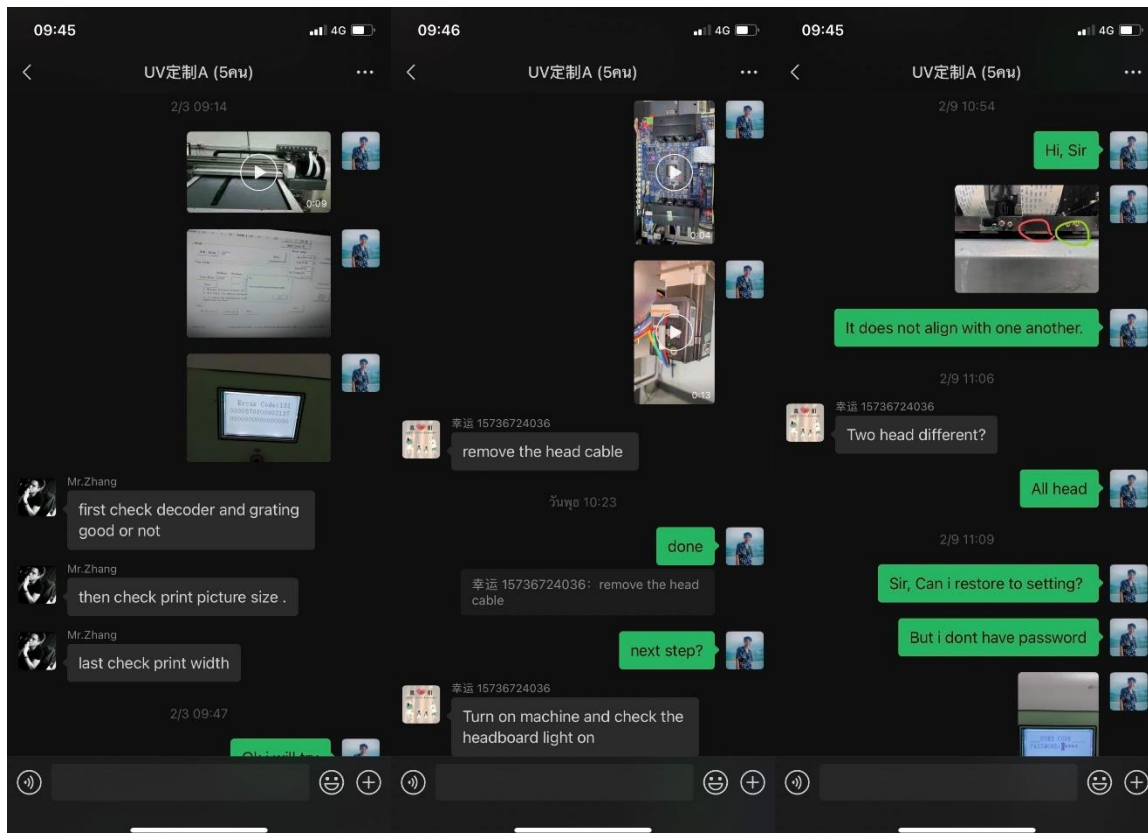 09:45
4G
UV定制A (5คน)
2/3 09:14
0:09
Mr.Zhang
first check decoder and grating
good or not
Mr.Zhang
then check print picture size .
Mr.Zhang
last check print width
2/3 09:47
09:46
4G
UV定制A (5คน)
0:04
0:13
幸运 15736724036
remove the head cable
วันพุธ 10:23
done
幸运 15736724036: remove the head
cable
next step?
幸运 15736724036
Turn on machine and check the
headboard light on
09:45
4G
UV定制A (5คน)
2/9 10:54
Hi, Sir
It does not align with one another.
2/9 11:06
幸运 15736724036
Two head different?
All head
2/9 11:09
Sir, Can i restore to setting?
But i dont have password